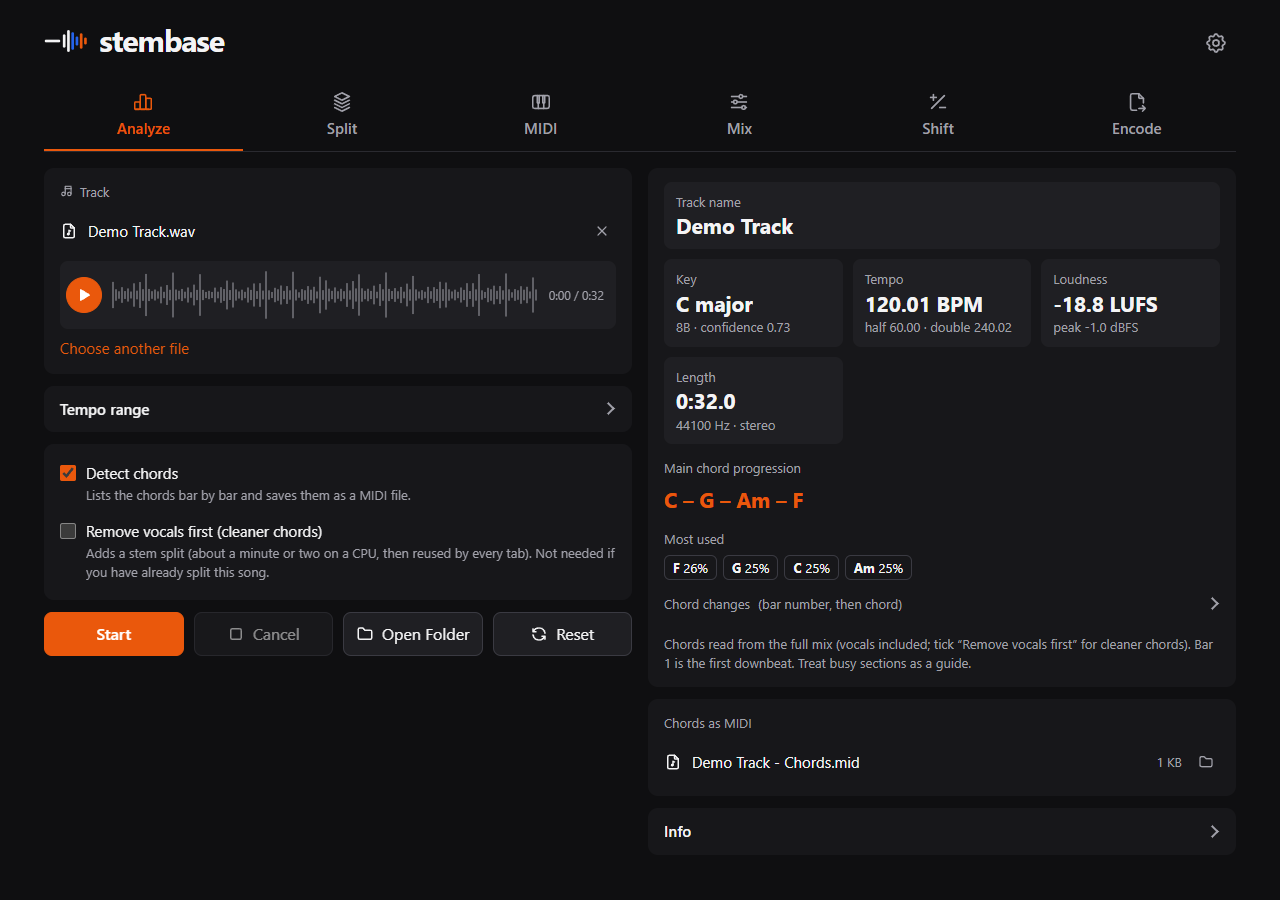 stembase
Analyze
Split
MIDI
Mix
Shift
Encode
Track
Demo Track.wav
0:00 / 0:32
Choose another file
Tempo range
Detect chords
Lists the chords bar by bar and saves them as a MIDI file.
Remove vocals first (cleaner chords)
Adds a stem split (about a minute or two on a CPU, then reused by every tab). Not needed if
you have already split this song.
Start
Cancel
Open Folder
Reset
Track name
Demo Track
Key
C major
8B · confidence 0.73
Tempo
120.01 BPM
half 60.00 · double 240.02
Loudness
-18.8 LUFS
peak -1.0 dBFS
Length
0:32.0
44100 Hz · stereo
Main chord progression
C – G – Am – F
Most used
F 26%
G 25%
C 25%
Am 25%
Chord changes (bar number, then chord)
Chords read from the full mix (vocals included; tick “Remove vocals first” for cleaner chords). Bar
1 is the first downbeat. Treat busy sections as a guide.
Chords as MIDI
Demo Track - Chords.mid
1 KB
Info